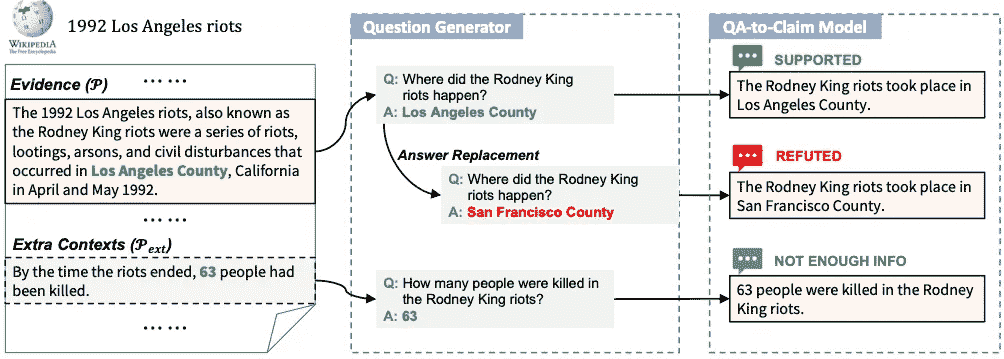 WIKIPEDIA
The Free Encyclopedia
1992 Los Angeles riots
Evidence (P)
... ...
The 1992 Los Angeles riots, also known as
the Rodney King riots were a series of riots,
lootings, arsons, and civil disturbances that
occurred in Los Angeles County, California
in April and May 1992.
... ...
Extra Contexts (P_ext)
By the time the riots ended, 63 people had
been killed.
... ...
Question Generator
Q: Where did the Rodney King
riots happen?
A: Los Angeles County
Answer Replacement
Q: Where did the Rodney King
riots happen?
A: San Francisco County
Q: How many people were killed in
the Rodney King riots?
A: 63
QA-to-Claim Model
SUPPORTED
The Rodney King riots took place in
Los Angeles County.
REFUTED
The Rodney King riots took place in
San Francisco County.
NOT ENOUGH INFO
63 people were killed in the Rodney
King riots.